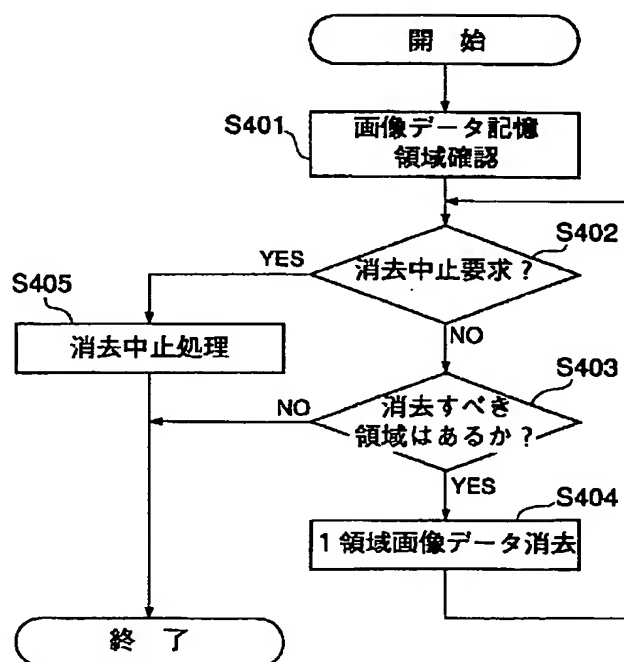 開 始
S401
画像データ記憶
領域確認
S402
消去中止要求?
YES
NO
S405
消去中止処理
S403
消去すべき
領域はあるか?
NO
YES
S404
1領域画像データ消去
終 了